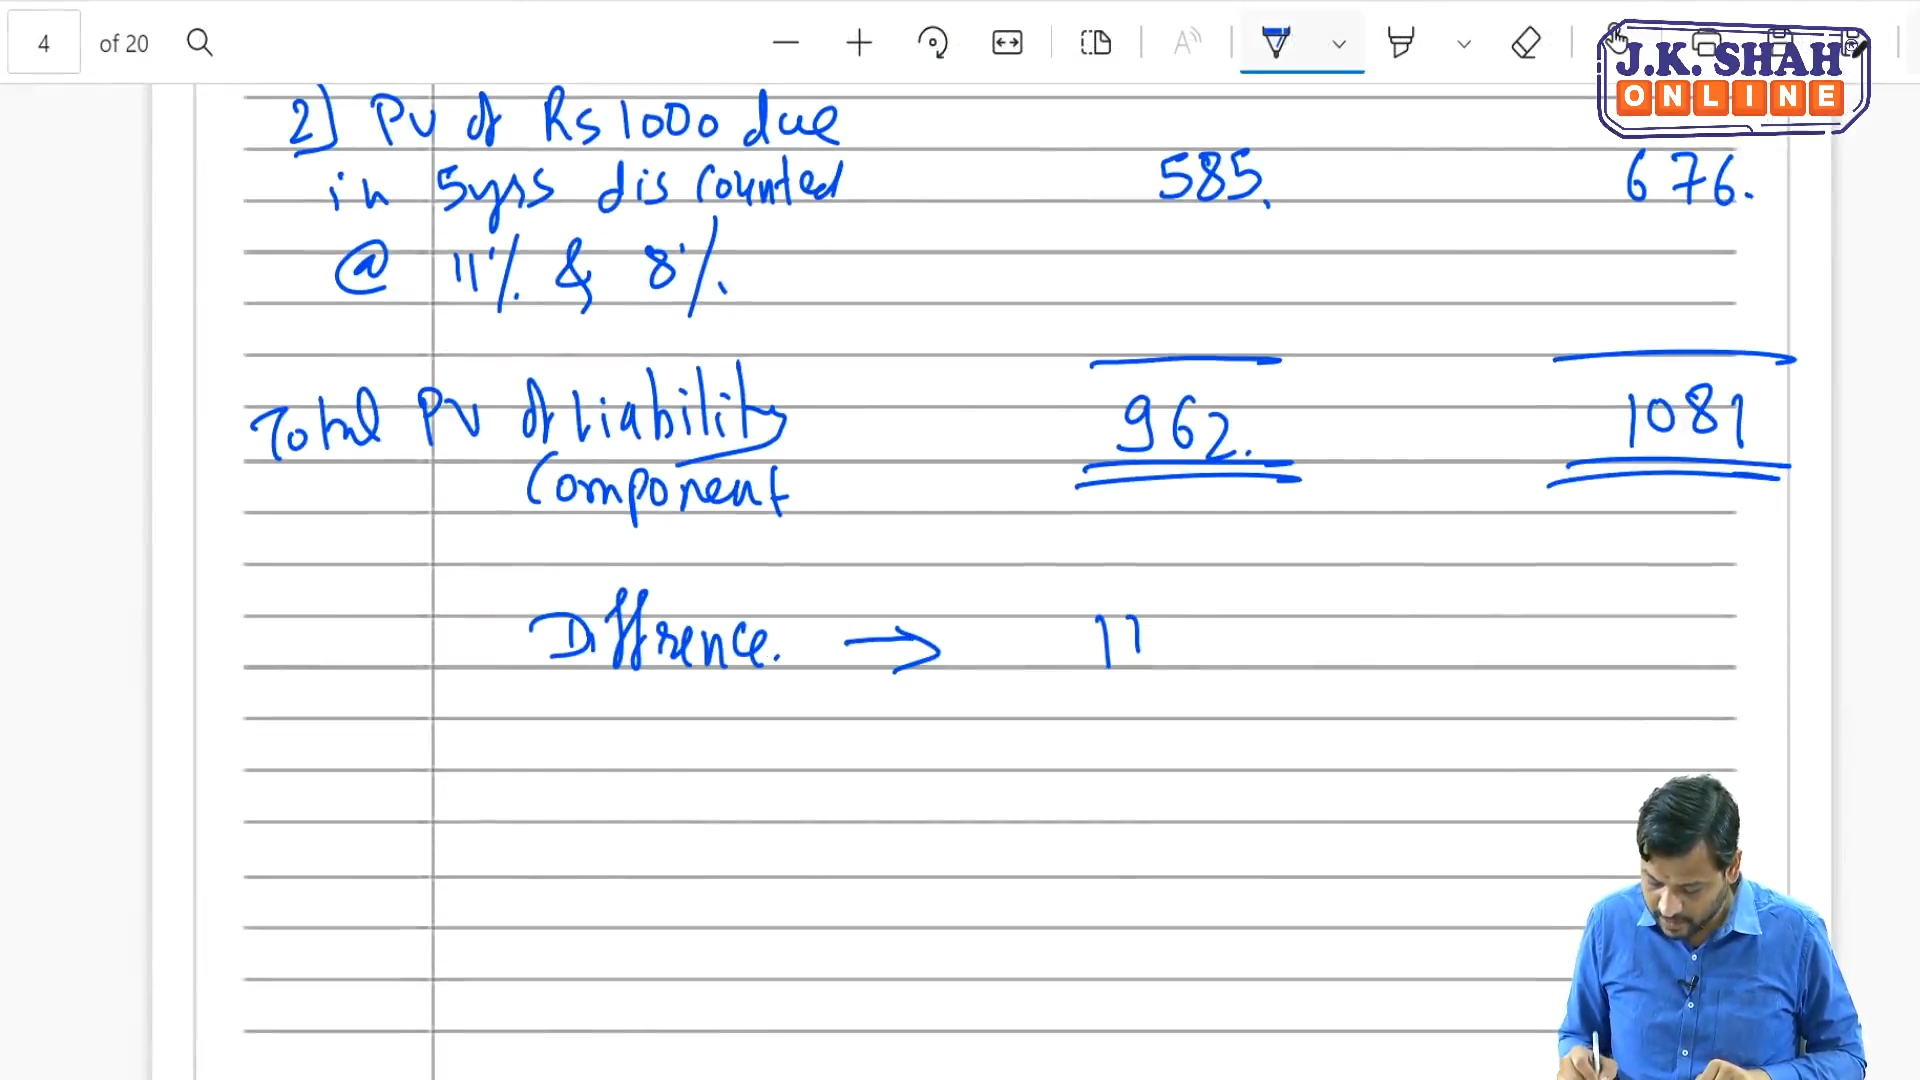 4 of 20
J.K. SHAH
ONLINE
2] PV of Rs 1000 due
in 5yrs discounted 585. 676.
@ 11% & 8%.
Total PV of Liability 962. 1081
Component
Diffrence. → 11